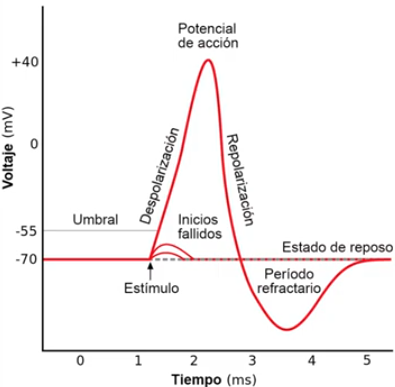 Potencial
de acción
+40
0
-55
-70
Voltaje (mV)
Despolarización
Repolarización
Umbral
Inicios
fallidos
Estado de reposo
Estímulo
Período
refractario
0
1
2
3
4
5
Tiempo (ms)